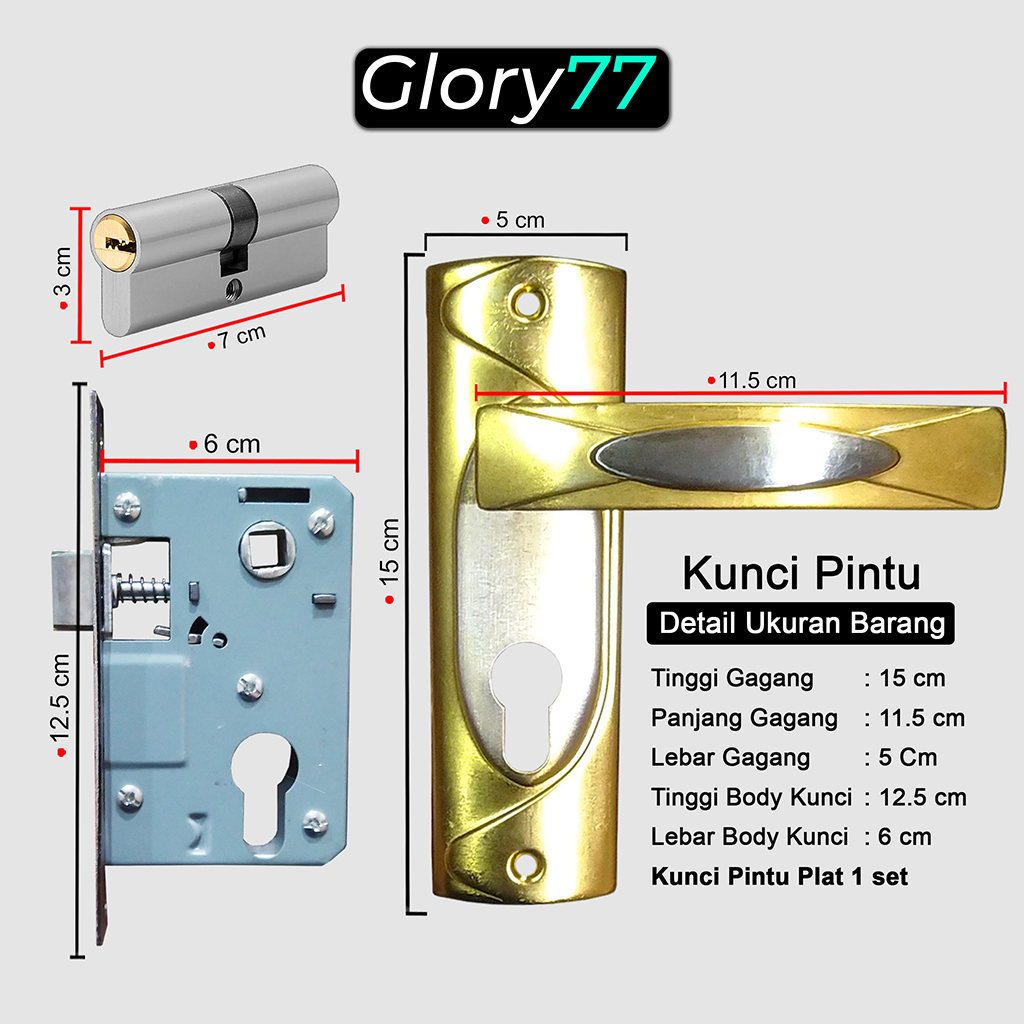 Glory77
• 5 cm
• 3 cm
• 7 cm
• 11.5 cm
• 6 cm
• 15 cm
• 12.5 cm
Kunci Pintu
Detail Ukuran Barang
Tinggi Gagang : 15 cm
Panjang Gagang : 11.5 cm
Lebar Gagang : 5 Cm
Tinggi Body Kunci : 12.5 cm
Lebar Body Kunci : 6 cm
Kunci Pintu Plat 1 set